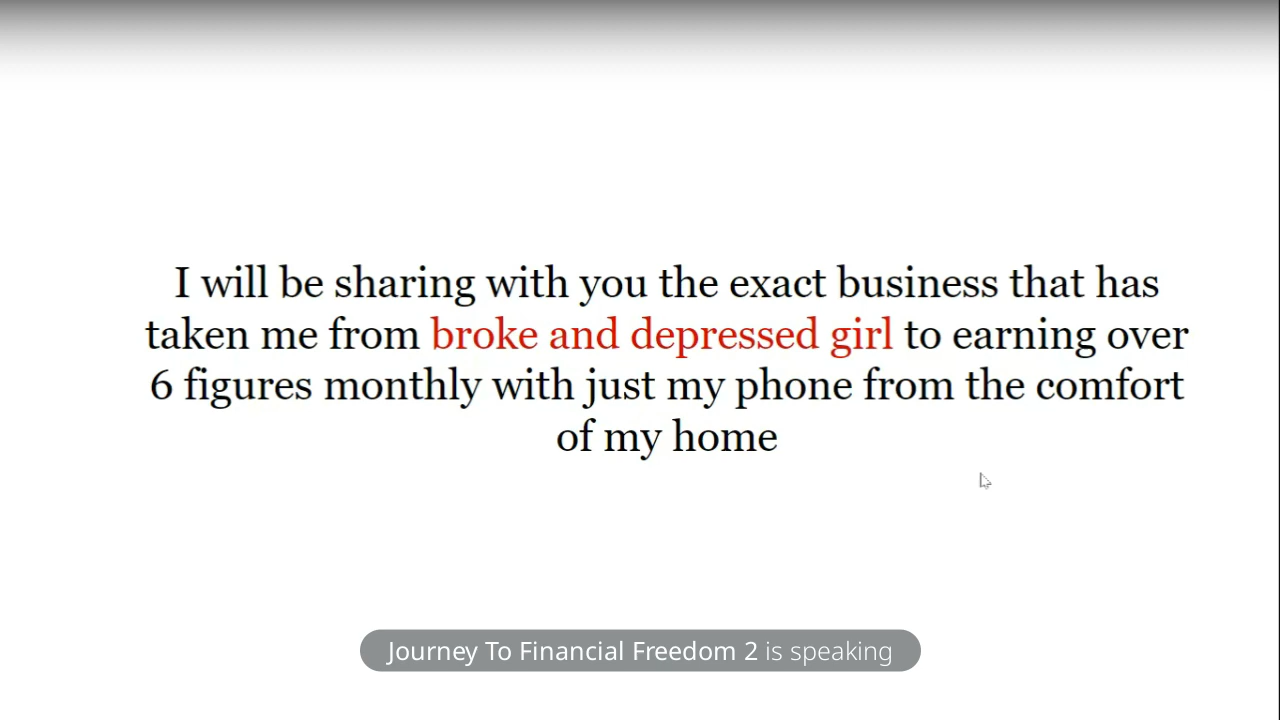 I will be sharing with you the exact business that has
taken me from broke and depressed girl to earning over
6 figures monthly with just my phone from the comfort
of my home
Journey To Financial Freedom 2 is speaking